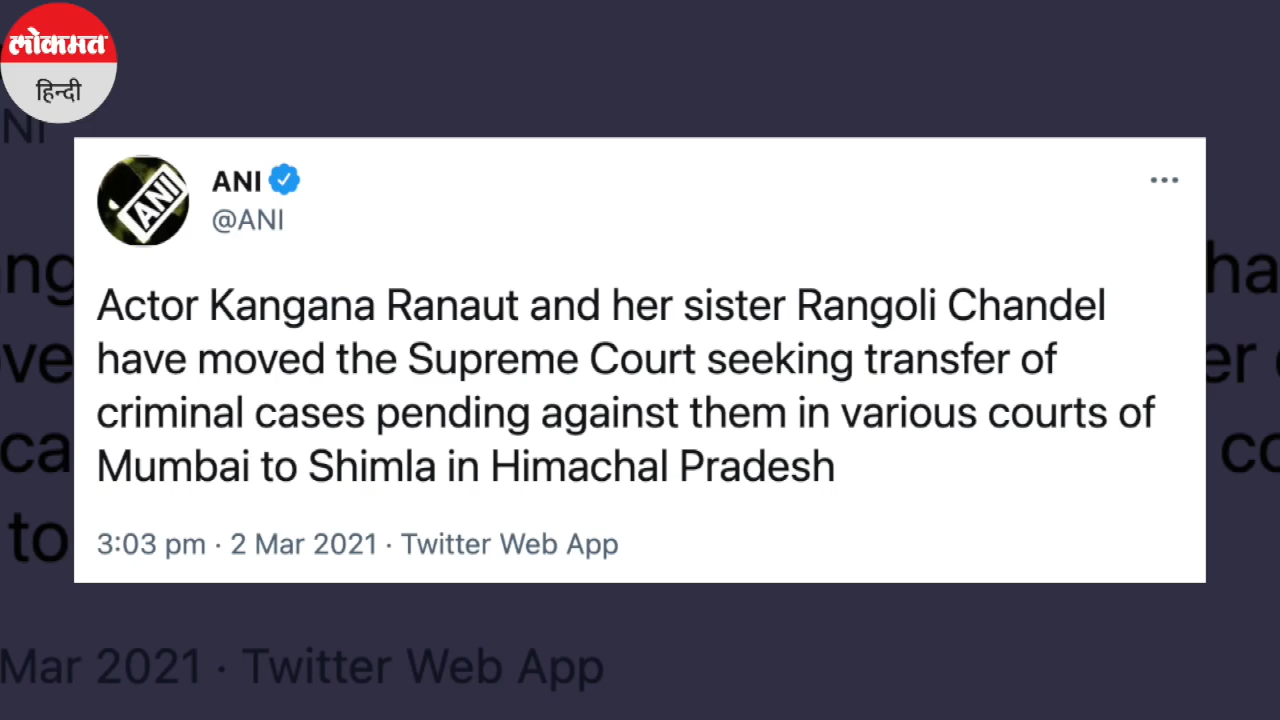 लोकमत
हिन्दी
ANI
ANI
@ANI
Actor Kangana Ranaut and her sister Rangoli Chandel
have moved the Supreme Court seeking transfer of
criminal cases pending against them in various courts of
Mumbai to Shimla in Himachal Pradesh
3:03 pm · 2 Mar 2021 · Twitter Web App
to
Mar 2021 · Twitter Web App